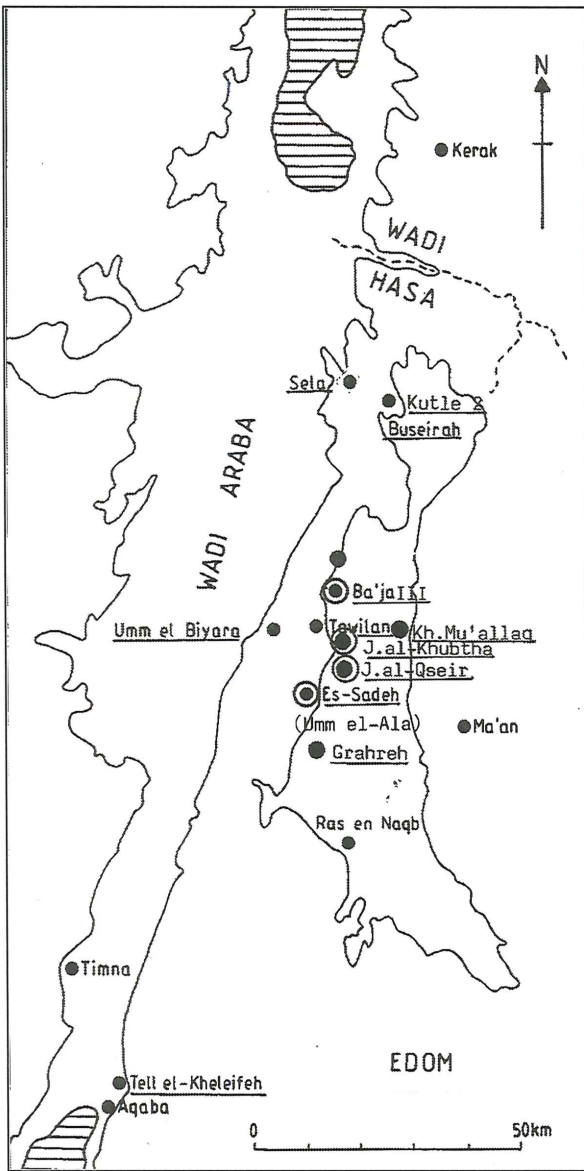 N
Kerak
WADI
HASA
Sela
Kutle 2
Buseirah
WADI ARABA
Ba'ja III
Umm el Biyara
Tawilan
Kh.Mu'allaq
J.al-Khubtha
J.al-Qseir
Es-Sadeh
(Umm el-Ala)
Ma'an
Grahreh
Ras en Naqb
Timna
EDOM
Tell el-Kheleifeh
Aqaba
0 50km